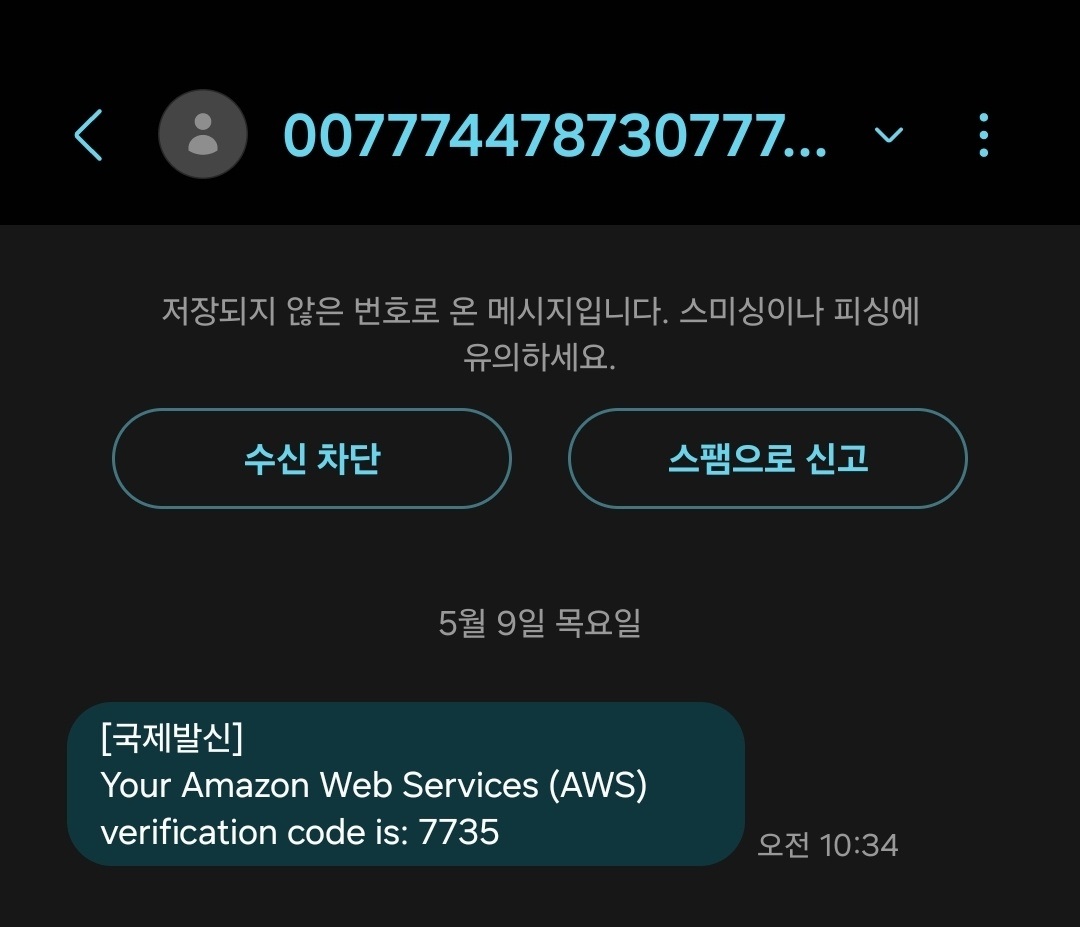 007774478730777...
저장되지 않은 번호로 온 메시지입니다. 스미싱이나 피싱에
유의하세요.
수신 차단
스팸으로 신고
5월 9일 목요일
[국제발신]
Your Amazon Web Services (AWS)
verification code is: 7735
오전 10:34